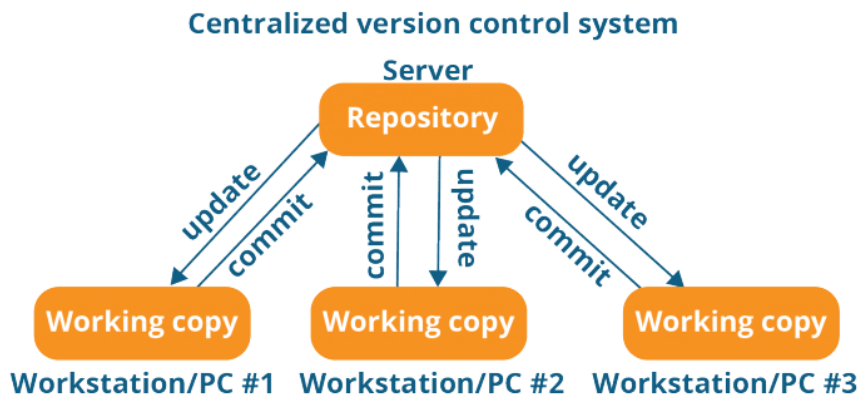 Centralized version control system
Server
Repository
update
commit
commit
update
update
commit
Working copy
Working copy
Working copy
Workstation/PC #1
Workstation/PC #2
Workstation/PC #3